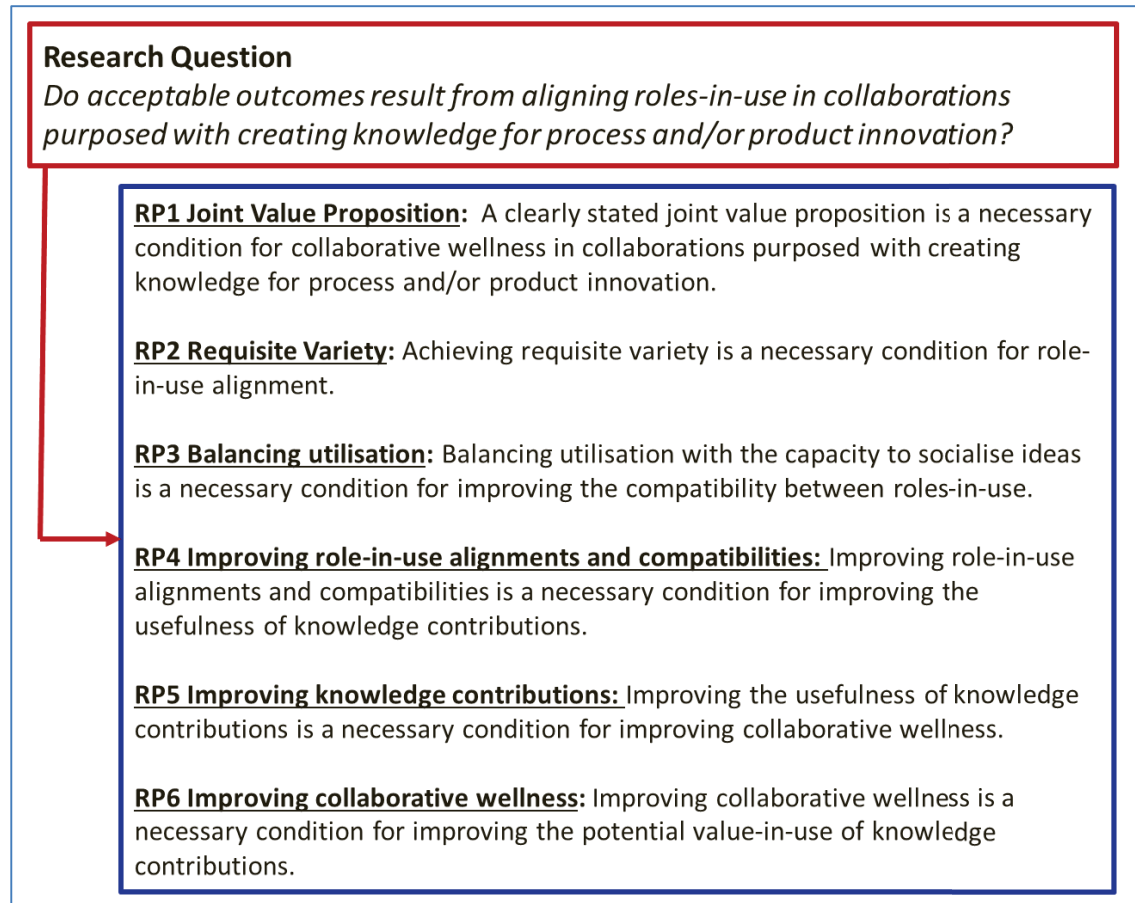 Research Question
Do acceptable outcomes result from aligning roles-in-use in collaborations
purposed with creating knowledge for process and/or product innovation?
RP1 Joint Value Proposition: A clearly stated joint value proposition is a necessary
condition for collaborative wellness in collaborations purposed with creating
knowledge for process and/or product innovation.
RP2 Requisite Variety: Achieving requisite variety is a necessary condition for role-
in-use alignment.
RP3 Balancing utilisation: Balancing utilisation with the capacity to socialise ideas
is a necessary condition for improving the compatibility between roles-in-use.
RP4 Improving role-in-use alignments and compatibilities: Improving role-in-use
alignments and compatibilities is a necessary condition for improving the
usefulness of knowledge contributions.
RP5 Improving knowledge contributions: Improving the usefulness of knowledge
contributions is a necessary condition for improving collaborative wellness.
RP6 Improving collaborative wellness: Improving collaborative wellness is a
necessary condition for improving the potential value-in-use of knowledge
contributions.